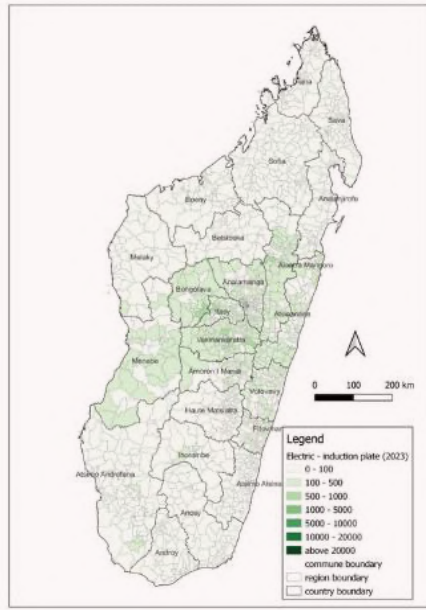 Diana
Sava
Sofia
Analanjirofo
Boeny
Betsiboka
Melaky
Alaotra Mangoro
Analamanga
Bongolava
Itasy
Atsinanana
Vakinankaratra
Menabe
Amoron I Mania
Vatovavy
Haute Matsiatra
Fitovinany
Ihorombe
Atsimo Andrefana
Atsimo Atsinana
Anosy
Androy
0 100 200 km
Legend
Electric - induction plate (2023)
0 - 100
100 - 500
500 - 1000
1000 - 5000
5000 - 10000
10000 - 20000
above 20000
commune boundary
region boundary
country boundary